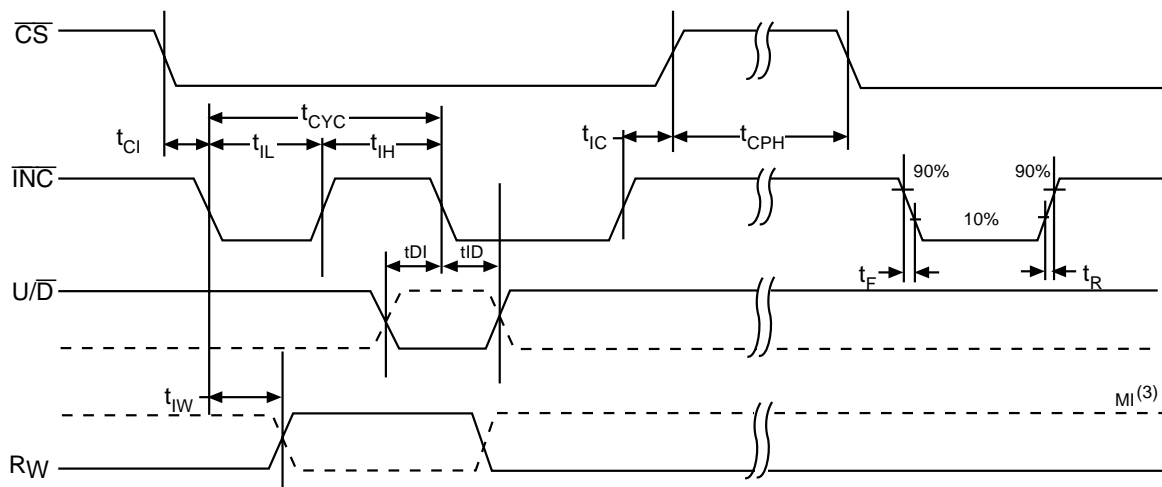 CS
tCYC
tCI
tIL
tIH
tIC
tCPH
INC
90%
90%
10%
tDI
tID
tF
tR
U/D
tIW
MI(3)
RW